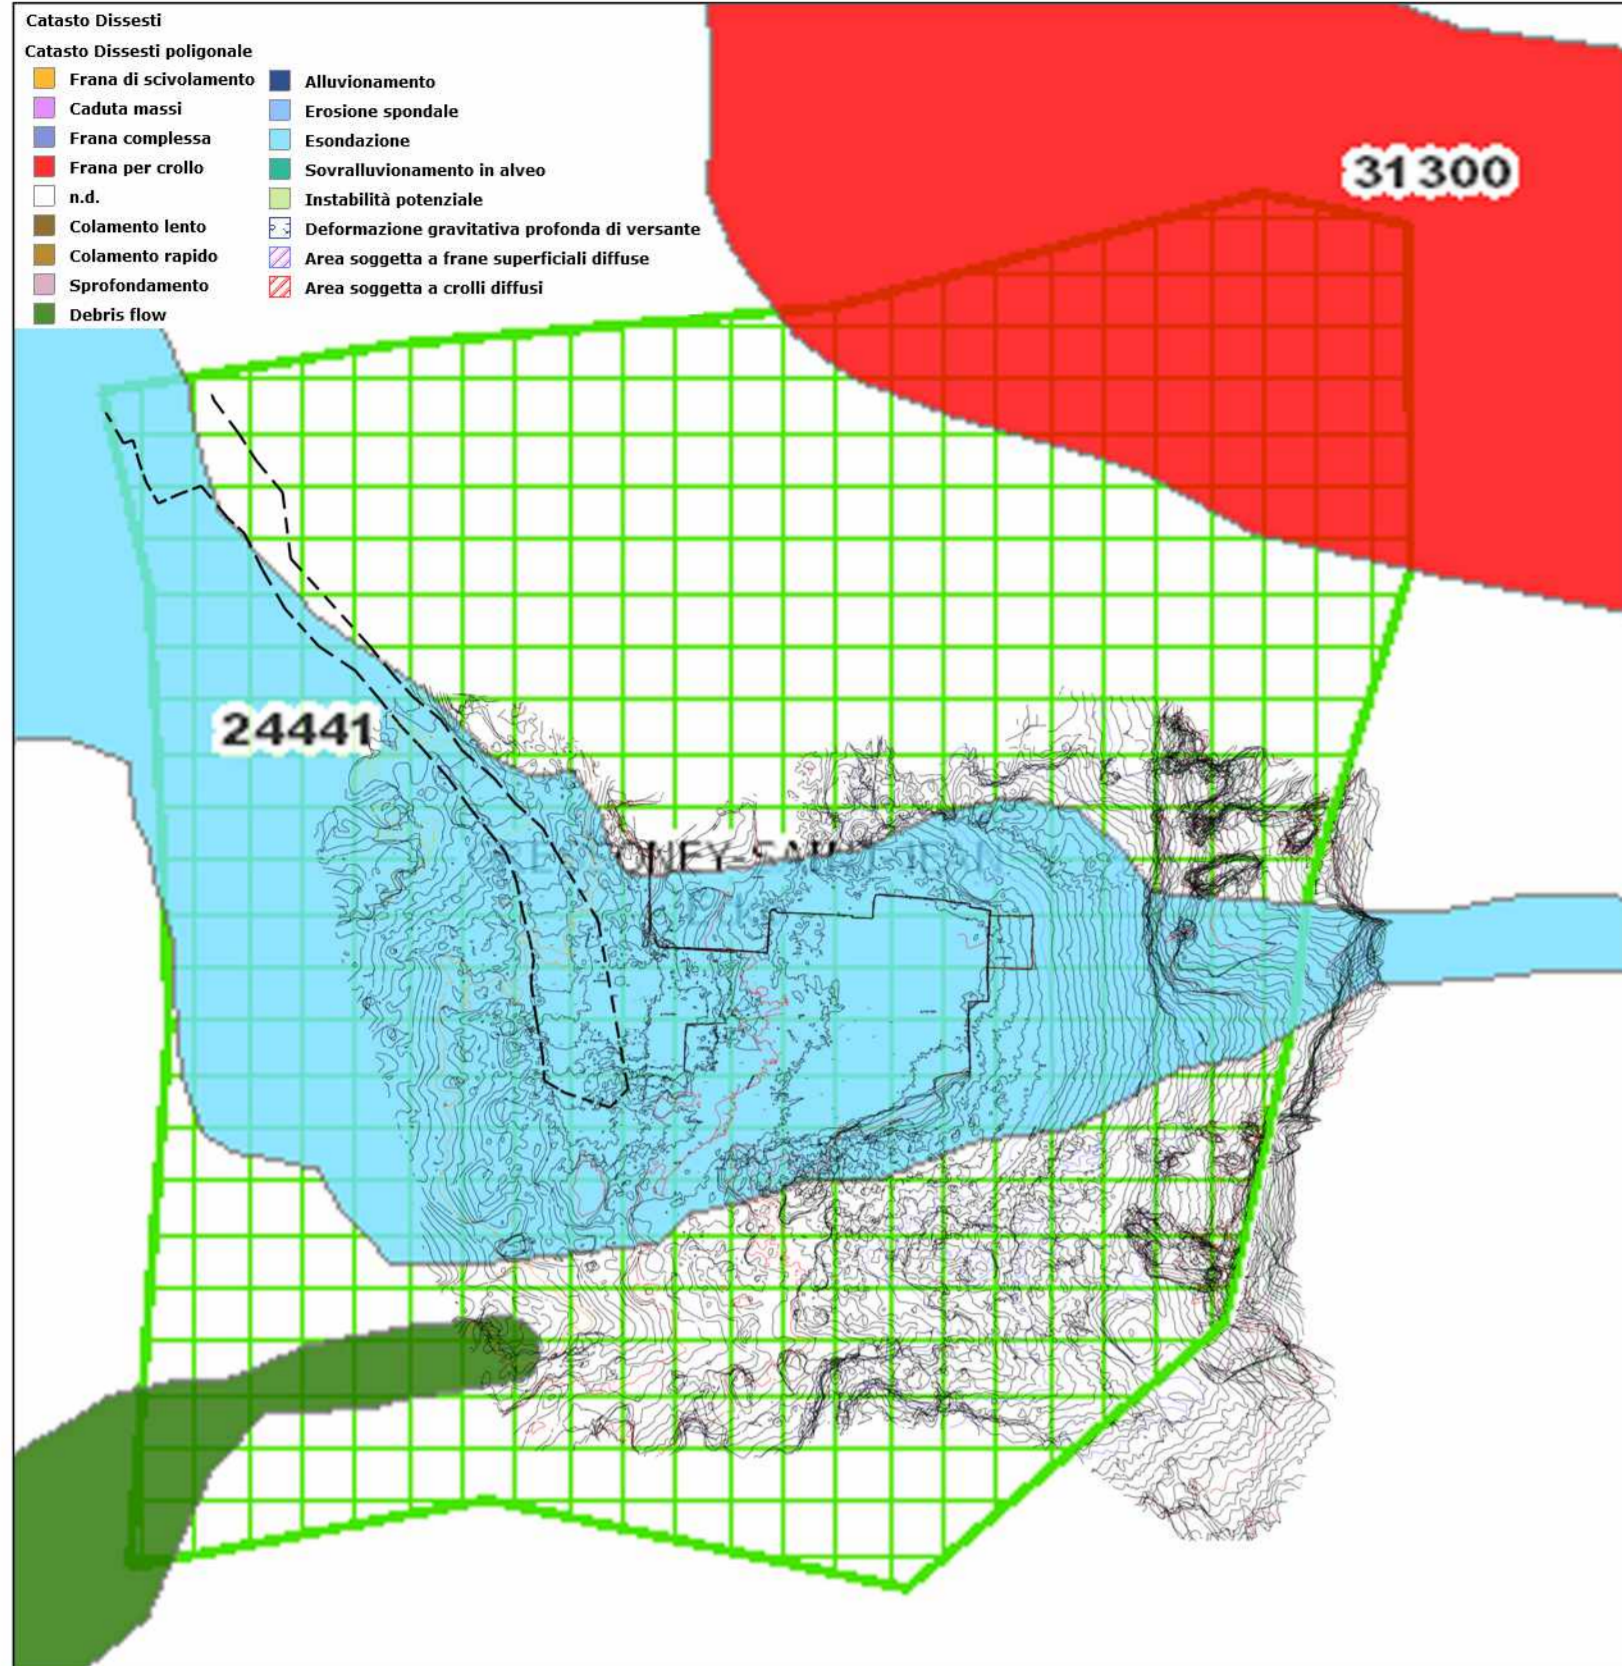 Catasto Dissesti
Catasto Dissesti poligonale
Frana di scivolamento
Caduta massi
Frana complessa
Frana per crollo
n.d.
Colamento lento
Colamento rapido
Sprofondamento
Debris flow
Alluvionamento
Erosione spondale
Esondazione
Sovralluvionamento in alveo
Instabilità potenziale
Deformazione gravitativa profonda di versante
Area soggetta a frane superficiali diffuse
Area soggetta a crolli diffusi
31300
24441